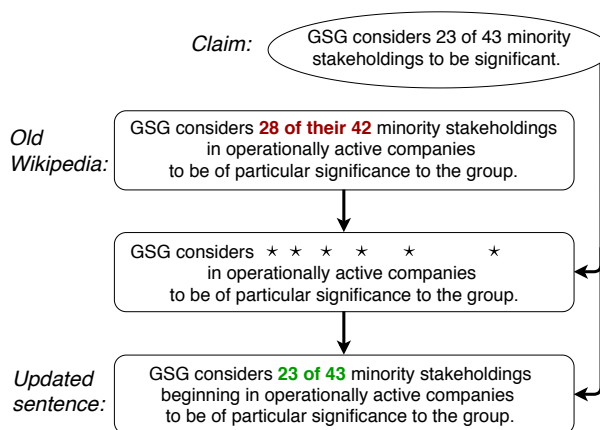 Claim:
GSG considers 23 of 43 minority
stakeholdings to be significant.
Old
Wikipedia:
GSG considers 28 of their 42 minority stakeholdings
in operationally active companies
to be of particular significance to the group.
GSG considers ⋆ ⋆ ⋆ ⋆ ⋆ ⋆
in operationally active companies
to be of particular significance to the group.
Updated
sentence:
GSG considers 23 of 43 minority stakeholdings
beginning in operationally active companies
to be of particular significance to the group.